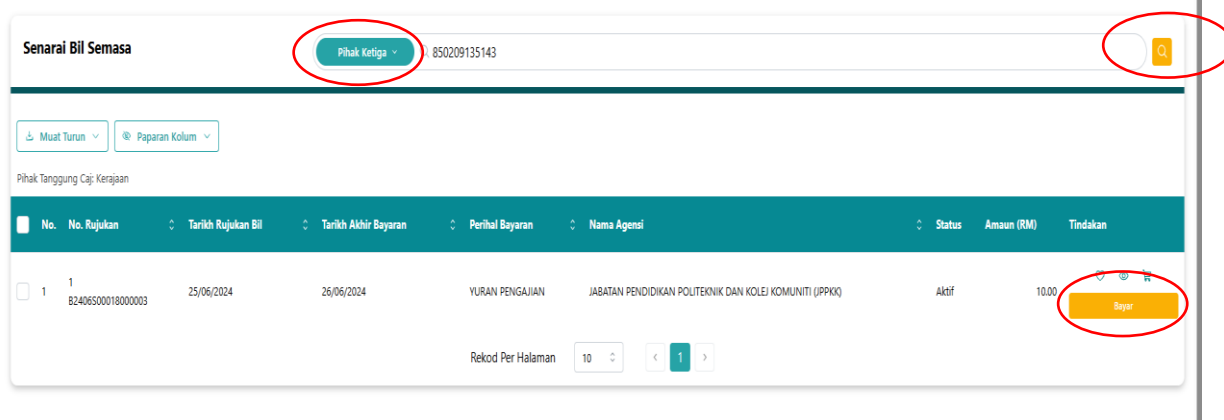 Senarai Bil Semasa
Pihak Ketiga
850209135143
Muat Turun
Paparan Kolum
Pihak Tanggung Caj: Kerajaan
No. No. Rujukan Tarikh Rujukan Bil Tarikh Akhir Bayaran Perihal Bayaran Nama Agensi Status Amaun (RM) Tindakan
1 1 25/06/2024 26/06/2024 YURAN PENGAJIAN JABATAN PENDIDIKAN POLITEKNIK DAN KOLEJ KOMUNITI (JPPKK) Aktif 10.00
B2406S00018000003
Bayar
Rekod Per Halaman 10 1